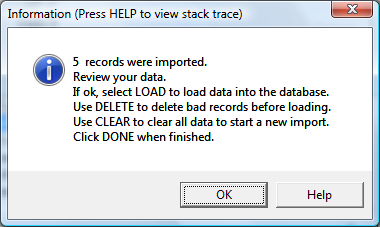 Information (Press HELP to view stack trace)
5 records were imported.
Review your data.
If ok, select LOAD to load data into the database.
Use DELETE to delete bad records before loading.
Use CLEAR to clear all data to start a new import.
Click DONE when finished.
OK
Help